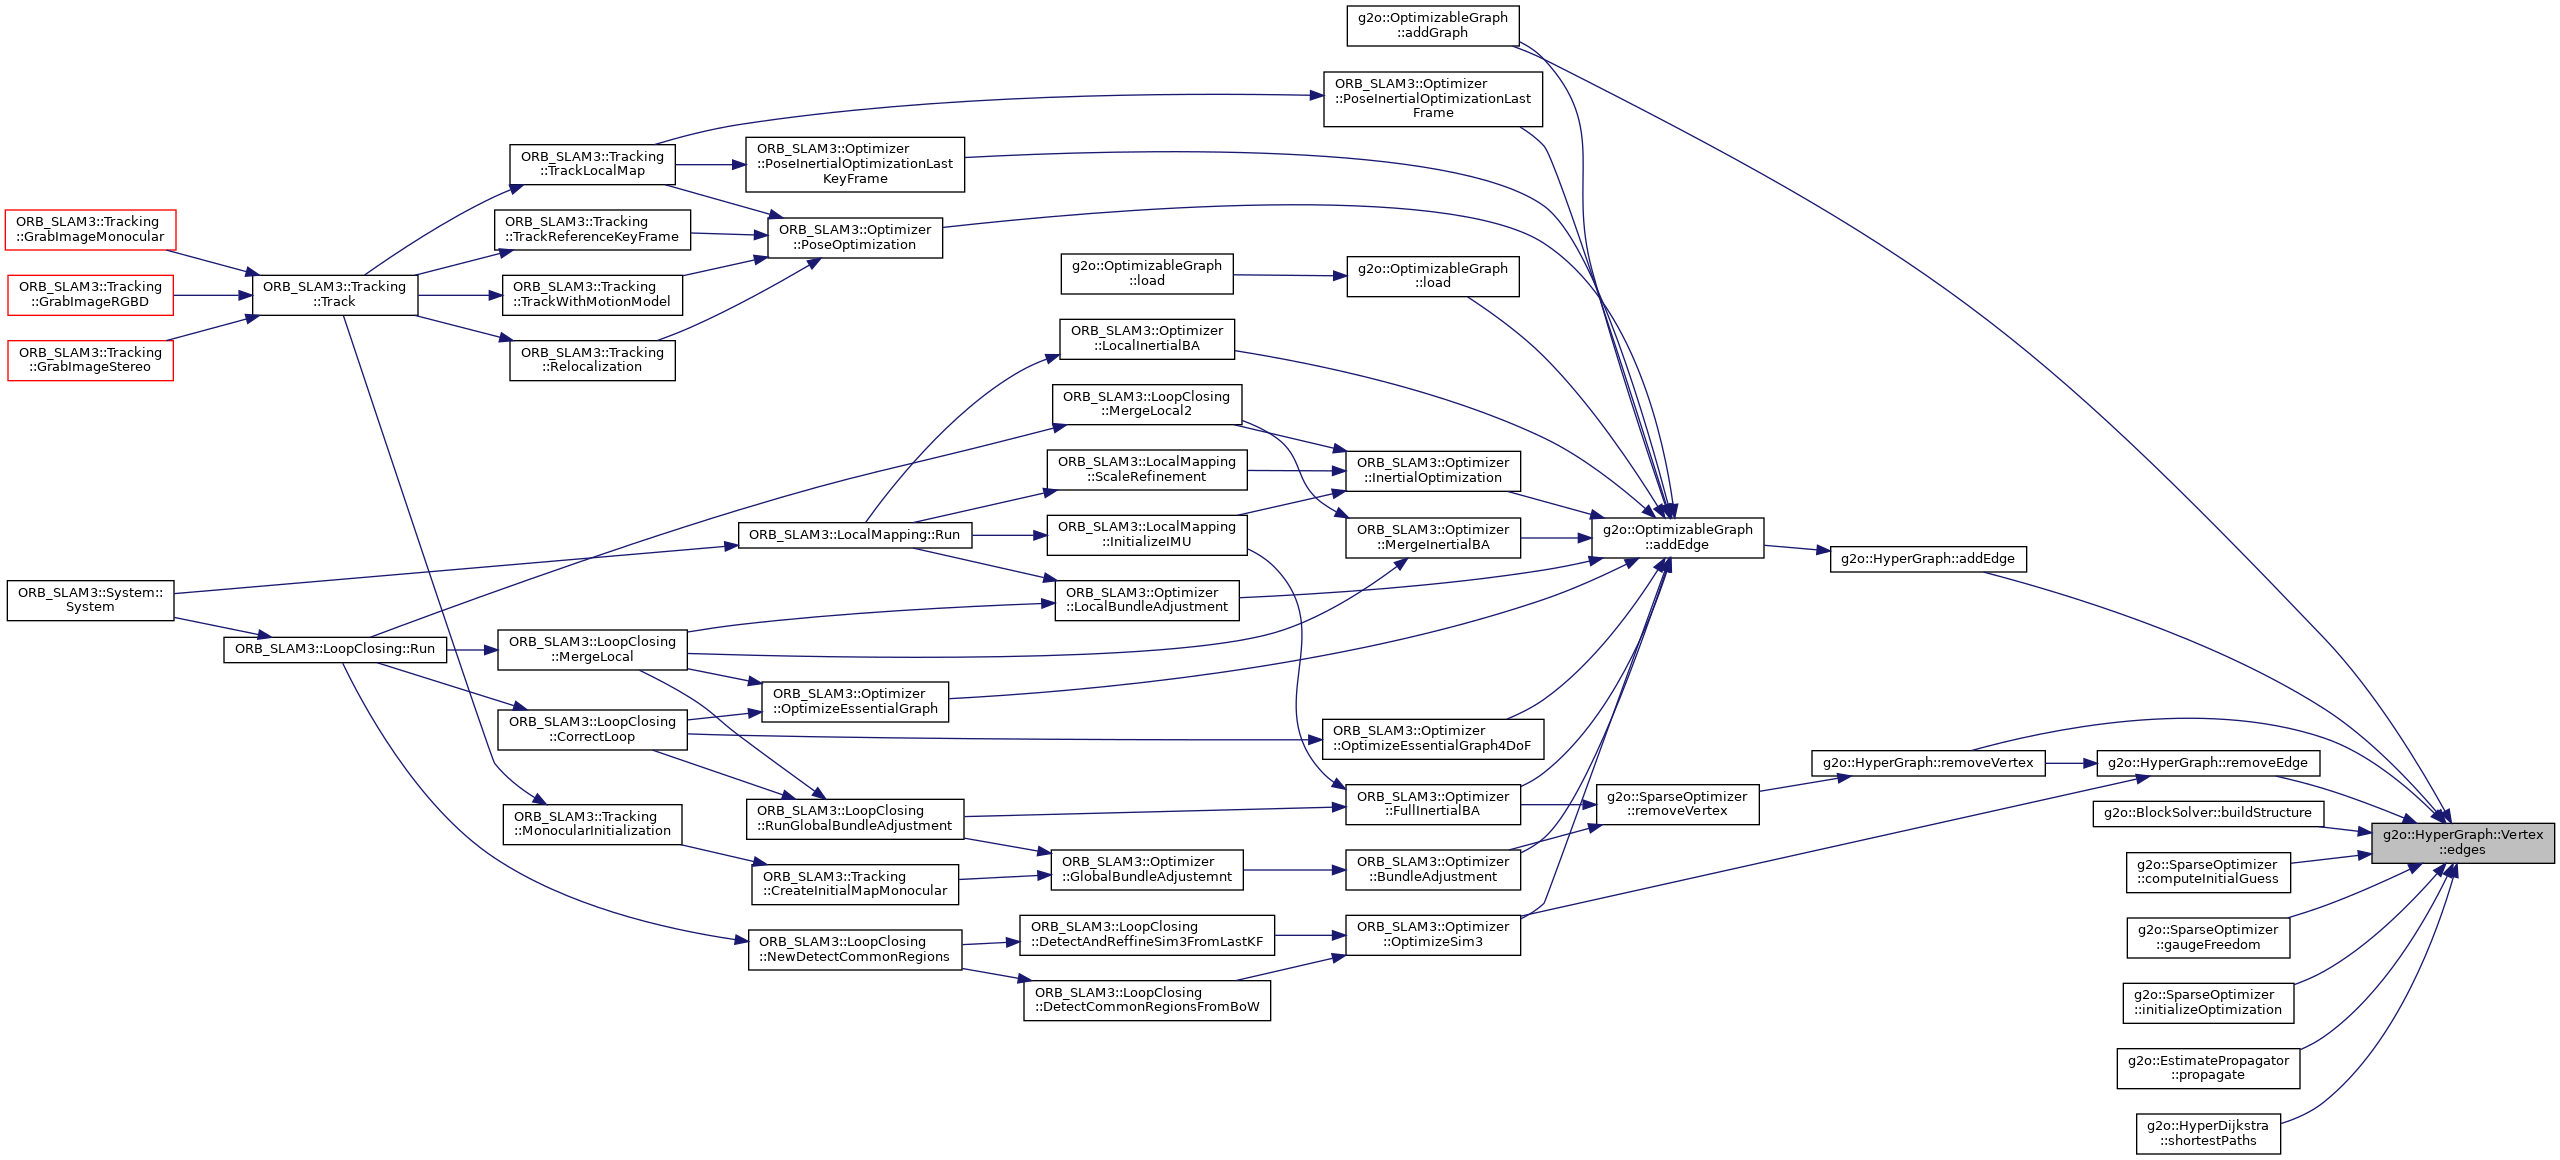 g2o::OptimizableGraph
::addGraph
ORB_SLAM3::Optimizer
::PoseInertialOptimizationLast
Frame
ORB_SLAM3::Tracking
::TrackLocalMap
ORB_SLAM3::Optimizer
::PoseInertialOptimizationLast
KeyFrame
ORB_SLAM3::Tracking
::GrabImageMonocular
ORB_SLAM3::Tracking
::TrackReferenceKeyFrame
ORB_SLAM3::Optimizer
::PoseOptimization
g2o::OptimizableGraph
::load
g2o::OptimizableGraph
::load
ORB_SLAM3::Tracking
::GrabImageRGBD
ORB_SLAM3::Tracking
::Track
ORB_SLAM3::Tracking
::TrackWithMotionModel
ORB_SLAM3::Optimizer
::LocalInertialBA
ORB_SLAM3::Tracking
::GrabImageStereo
ORB_SLAM3::Tracking
::Relocalization
ORB_SLAM3::LoopClosing
::MergeLocal2
ORB_SLAM3::LocalMapping
::ScaleRefinement
ORB_SLAM3::Optimizer
::InertialOptimization
ORB_SLAM3::LocalMapping::Run
ORB_SLAM3::LocalMapping
::InitializeIMU
ORB_SLAM3::Optimizer
::MergeInertialBA
g2o::OptimizableGraph
::addEdge
g2o::HyperGraph::addEdge
ORB_SLAM3::System::
System
ORB_SLAM3::Optimizer
::LocalBundleAdjustment
ORB_SLAM3::LoopClosing::Run
ORB_SLAM3::LoopClosing
::MergeLocal
ORB_SLAM3::Optimizer
::OptimizeEssentialGraph
ORB_SLAM3::LoopClosing
::CorrectLoop
ORB_SLAM3::Optimizer
::OptimizeEssentialGraph4DoF
g2o::HyperGraph::removeVertex
g2o::HyperGraph::removeEdge
ORB_SLAM3::Tracking
::MonocularInitialization
ORB_SLAM3::LoopClosing
::RunGlobalBundleAdjustment
ORB_SLAM3::Optimizer
::FullInertialBA
g2o::SparseOptimizer
::removeVertex
g2o::BlockSolver::buildStructure
g2o::HyperGraph::Vertex
::edges
ORB_SLAM3::Tracking
::CreateInitialMapMonocular
ORB_SLAM3::Optimizer
::GlobalBundleAdjustemnt
ORB_SLAM3::Optimizer
::BundleAdjustment
g2o::SparseOptimizer
::computeInitialGuess
ORB_SLAM3::LoopClosing
::NewDetectCommonRegions
ORB_SLAM3::LoopClosing
::DetectAndReffineSim3FromLastKF
ORB_SLAM3::Optimizer
::OptimizeSim3
g2o::SparseOptimizer
::gaugeFreedom
ORB_SLAM3::LoopClosing
::DetectCommonRegionsFromBoW
g2o::SparseOptimizer
::initializeOptimization
g2o::EstimatePropagator
::propagate
g2o::HyperDijkstra
::shortestPaths